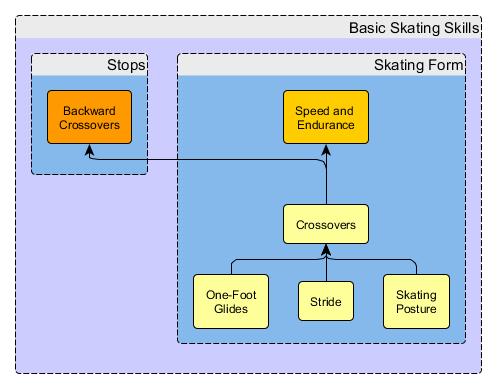 Basic Skating Skills
Stops
Skating Form
Backward
Crossovers
Speed and
Endurance
Crossovers
One-Foot
Glides
Stride
Skating
Posture